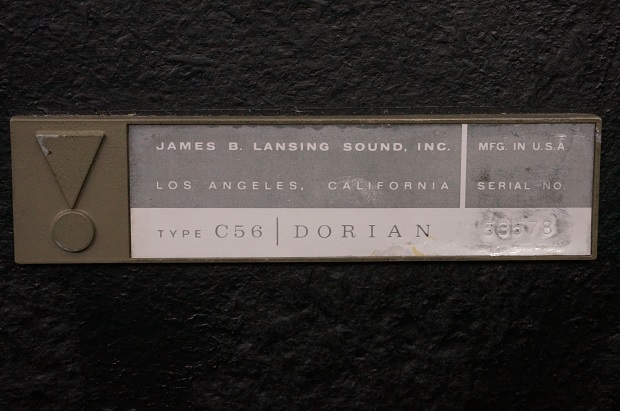 JAMES B. LANSING SOUND, INC.
LOS ANGELES, CALIFORNIA
MFG. IN U.S.A
SERIAL NO.
TYPE C56 | DORIAN